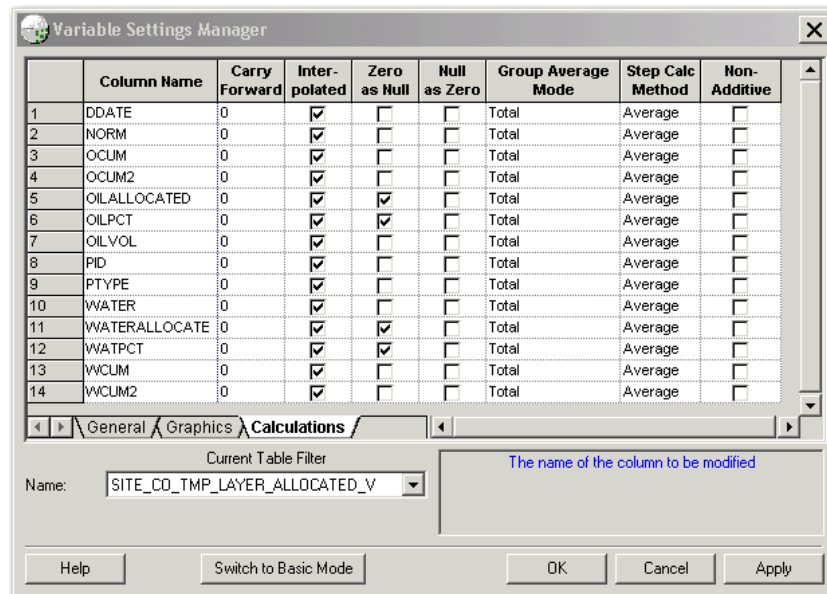 Variable Settings Manager
Column Name Carry Forward Inter-polated Zero as Null Null as Zero Group Average Mode Step Calc Method Non-Additive
1 DDATE 0 Total Average
2 NORM 0 Total Average
3 OCUM 0 Total Average
4 OCUM2 0 Total Average
5 OILALLOCATED 0 Total Average
6 OILPCT 0 Total Average
7 OILVOL 0 Total Average
8 PID 0 Total Average
9 PTYPE 0 Total Average
10 WATER 0 Total Average
11 WATERALLOCATE 0 Total Average
12 WATPCT 0 Total Average
13 WCUM 0 Total Average
14 WCUM2 0 Total Average
General Graphics Calculations
Current Table Filter
Name: SITE_CO_TMP_LAYER_ALLOCATED_V
The name of the column to be modified
Help Switch to Basic Mode OK Cancel Apply